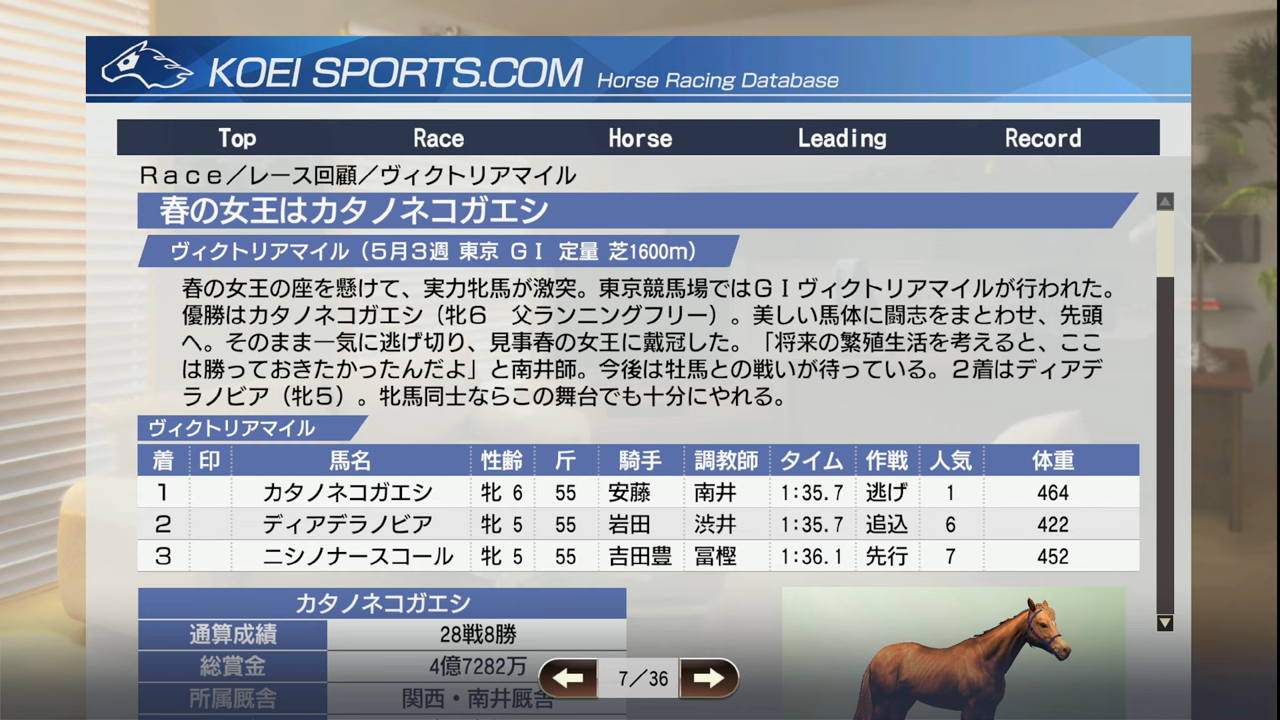 KOEI SPORTS.COM Horse Racing Database
Top Race Horse Leading Record
Ｒａｃｅ／レース回顧／ヴィクトリアマイル
春の女王はカタノネコガエシ
ヴィクトリアマイル（５月３週 東京 ＧⅠ 定量 芝1600m）
春の女王の座を懸けて、実力牝馬が激突。東京競馬場ではＧⅠヴィクトリアマイルが行われた。
優勝はカタノネコガエシ（牝６　父ランニングフリー）。美しい馬体に闘志をまとわせ、先頭
へ。そのまま一気に逃げ切り、見事春の女王に戴冠した。「将来の繁殖生活を考えると、ここ
は勝っておきたかったんだよ」と南井師。今後は牡馬との戦いが待っている。２着はディアデ
ラノビア（牝５）。牝馬同士ならこの舞台でも十分にやれる。
ヴィクトリアマイル
着 印 馬名 性齢 斤 騎手 調教師 タイム 作戦 人気 体重
1 カタノネコガエシ 牝 6 55 安藤 南井 1:35.7 逃げ 1 464
2 ディアデラノビア 牝 5 55 岩田 渋井 1:35.7 追込 6 422
3 ニシノナースコール 牝 5 55 吉田豊 冨樫 1:36.1 先行 7 452
カタノネコガエシ
通算成績 28戦8勝
総賞金 4億7282万
所属厩舎 関西・南井厩舎
7／36